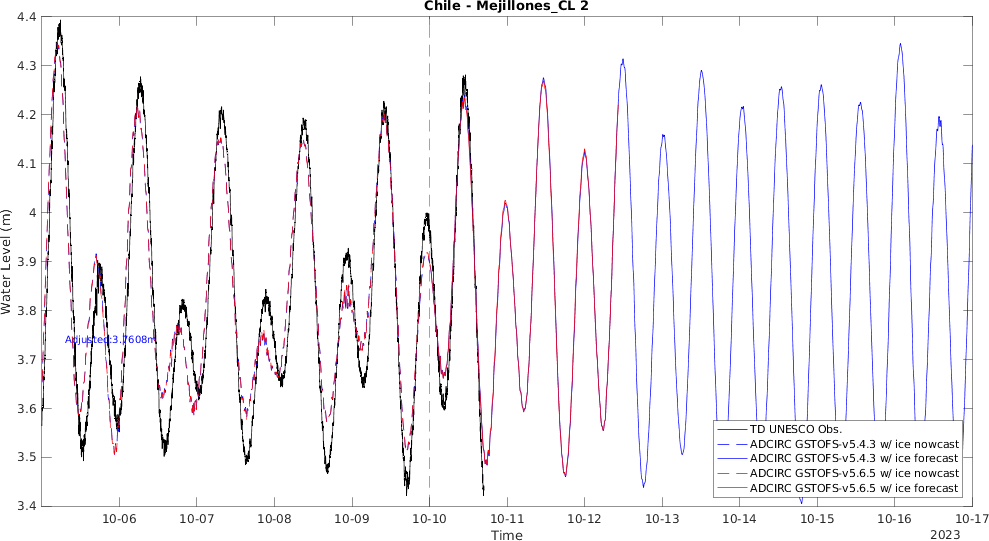 Chile - Mejillones_CL 2
4.4
4.3
4.2
4.1
4
3.9
3.8
3.7
3.6
3.5
3.4
Water Level (m)
Adjusted:3.7608m
TD UNESCO Obs.
ADCIRC GSTOFS-v5.4.3 w/ ice nowcast
ADCIRC GSTOFS-v5.4.3 w/ ice forecast
ADCIRC GSTOFS-v5.6.5 w/ ice nowcast
ADCIRC GSTOFS-v5.6.5 w/ ice forecast
10-06 10-07 10-08 10-09 10-10 10-11 10-12 10-13 10-14 10-15 10-16 10-17
Time
2023